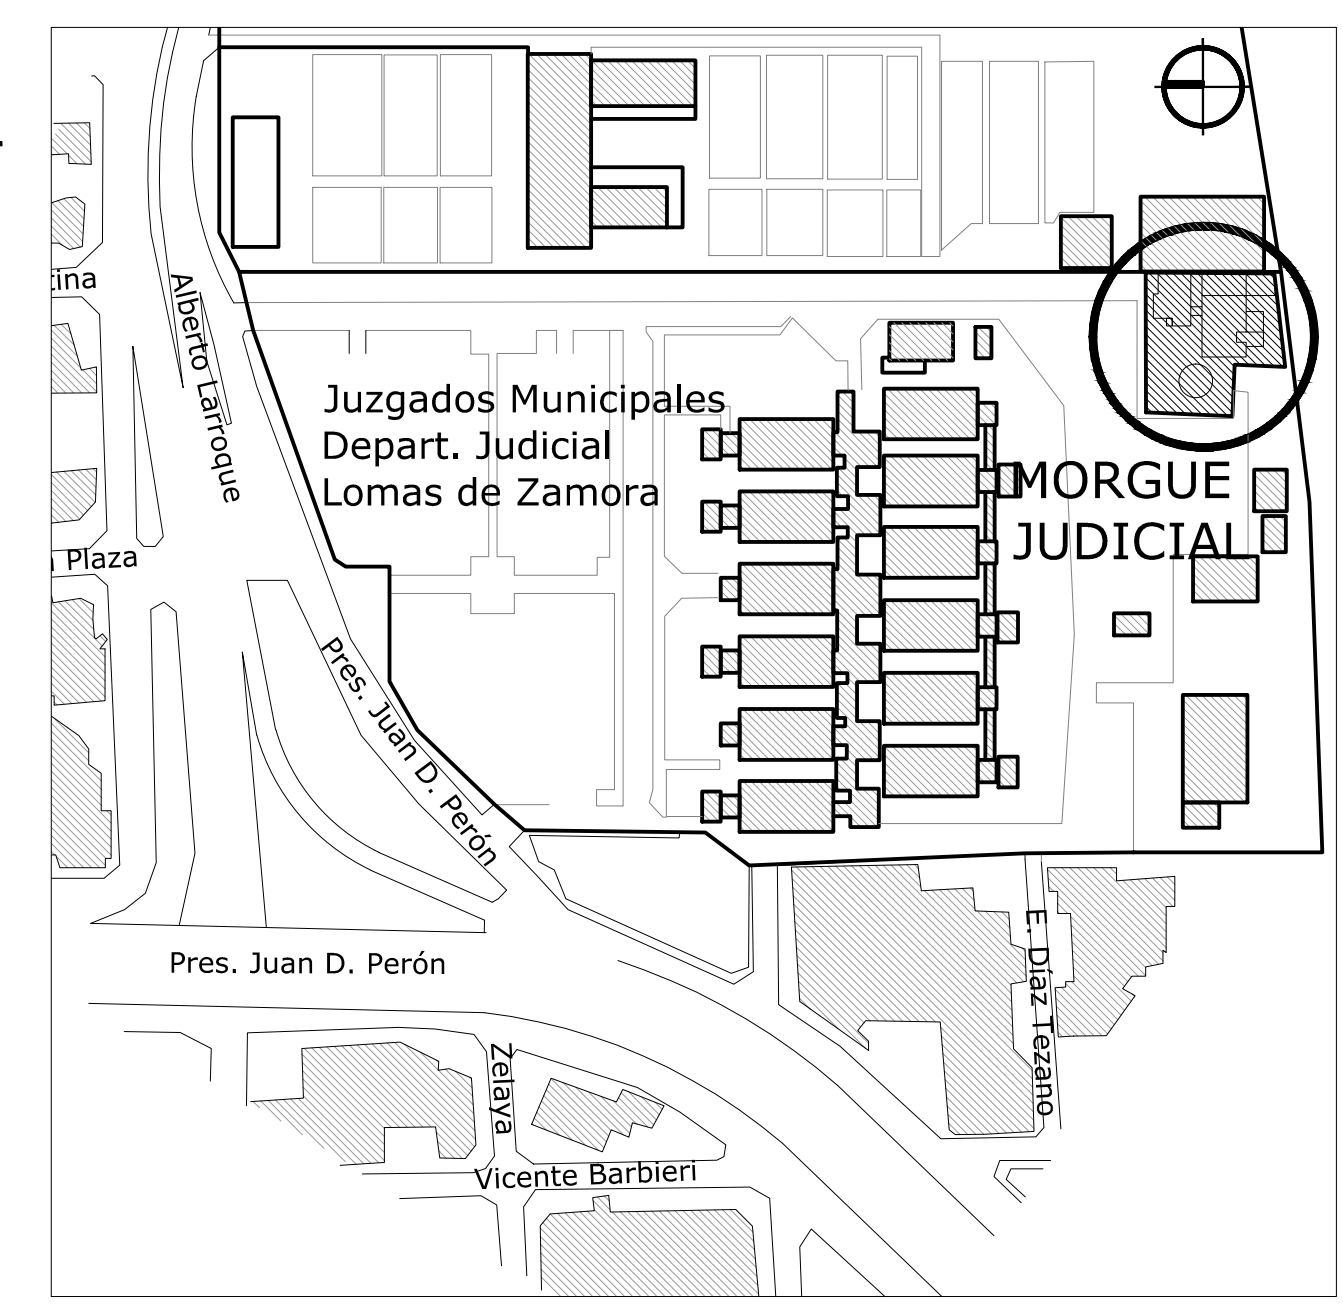 tina
Alberto Larroque
Juzgados Municipales
Depart. Judicial
Lomas de Zamora
MORGUE
JUDICIAL
Plaza
Pres. Juan D. Perón
Pres. Juan D. Perón
E. Díaz Tezano
Zelaya
Vicente Barbieri